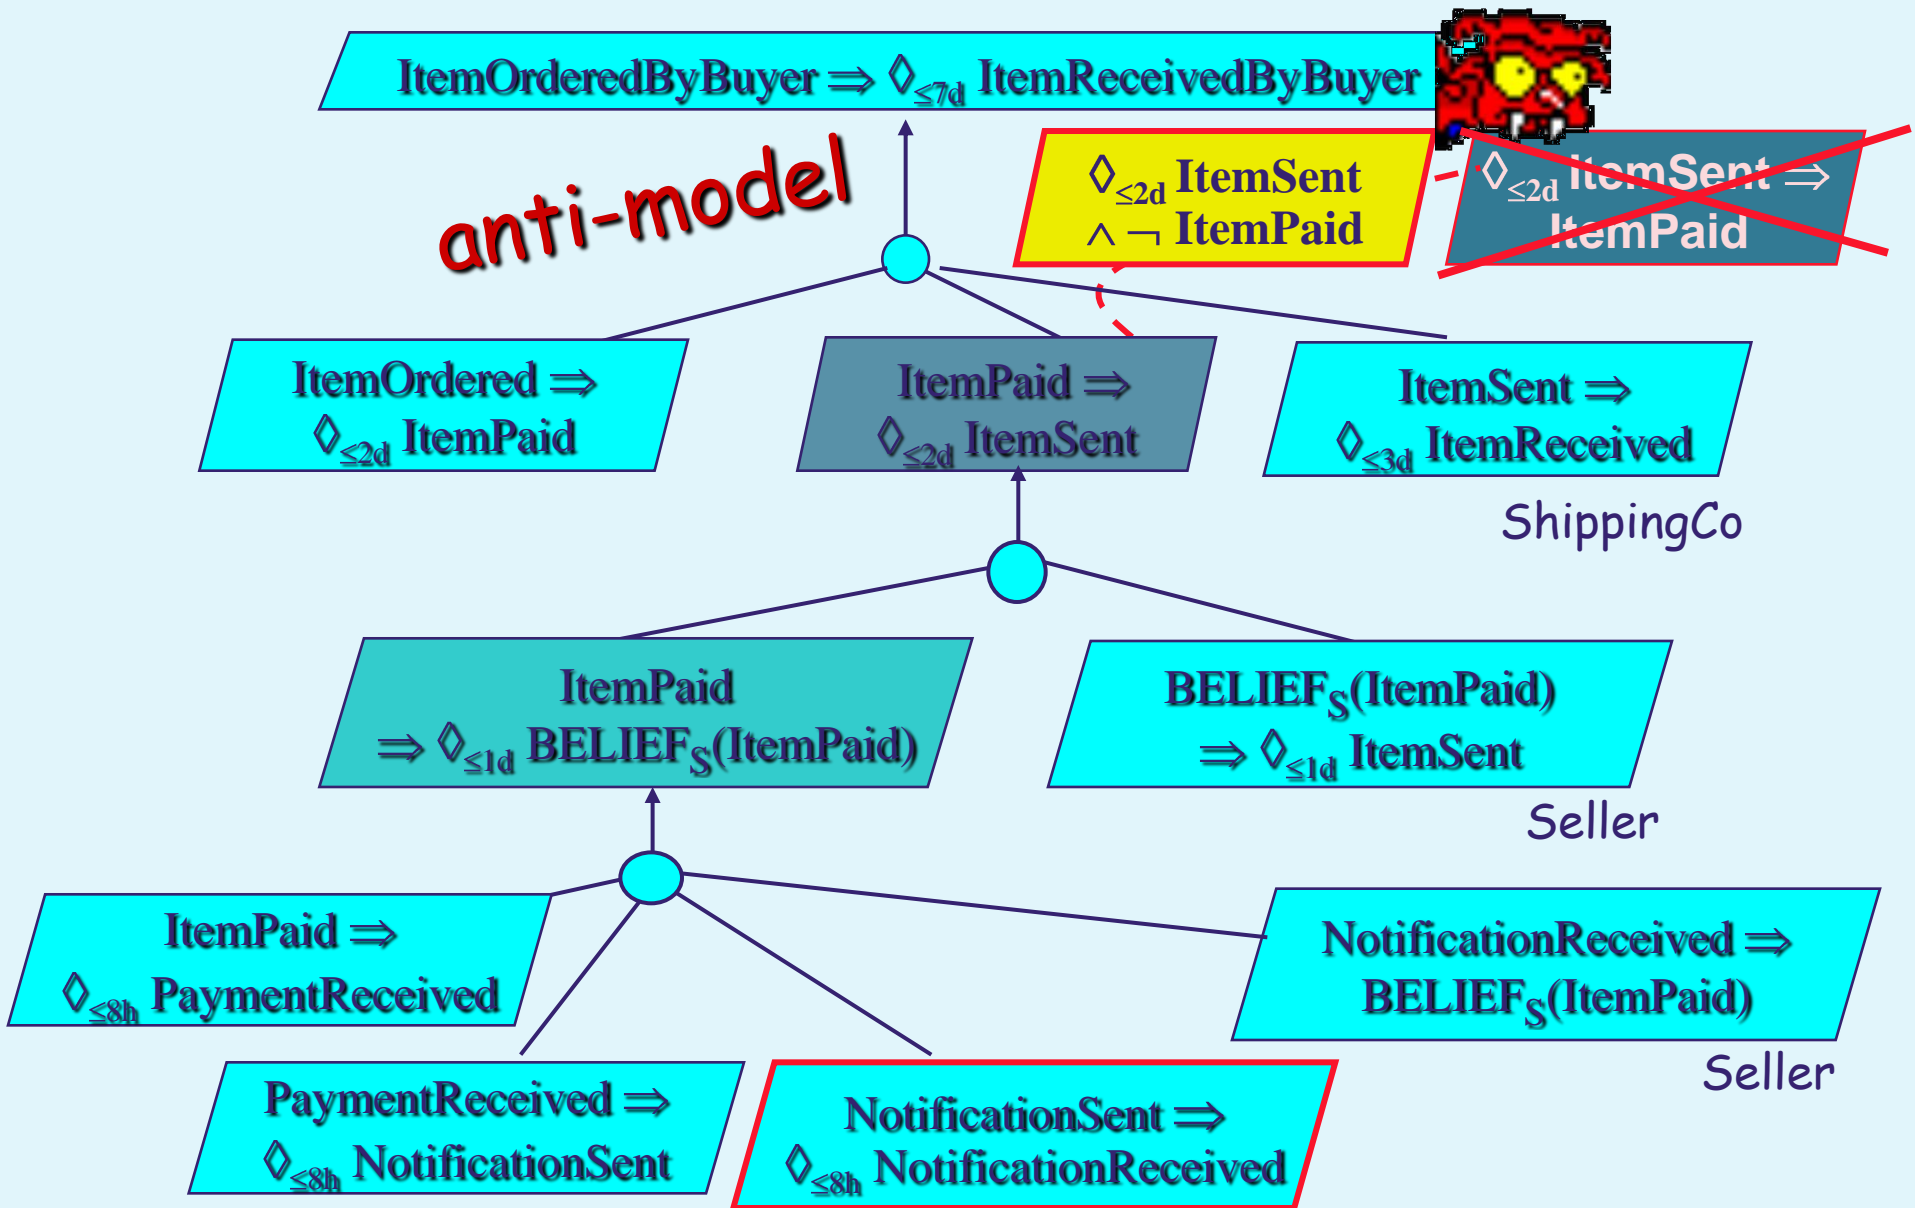 ItemOrderedByBuyer ⇒ ◊≤7d ItemReceivedByBuyer
anti-model
◊≤2d ItemSent
∧ ¬ ItemPaid
◊≤2d ItemSent ⇒
ItemPaid
ItemOrdered ⇒
◊≤2d ItemPaid
ItemPaid ⇒
◊≤2d ItemSent
ItemSent ⇒
◊≤3d ItemReceived
ShippingCo
ItemPaid
⇒ ◊≤1d BELIEFS(ItemPaid)
BELIEFS(ItemPaid)
⇒ ◊≤1d ItemSent
Seller
ItemPaid ⇒
◊≤8h PaymentReceived
NotificationReceived ⇒
BELIEFS(ItemPaid)
Seller
PaymentReceived ⇒
◊≤8h NotificationSent
NotificationSent ⇒
◊≤8h NotificationReceived